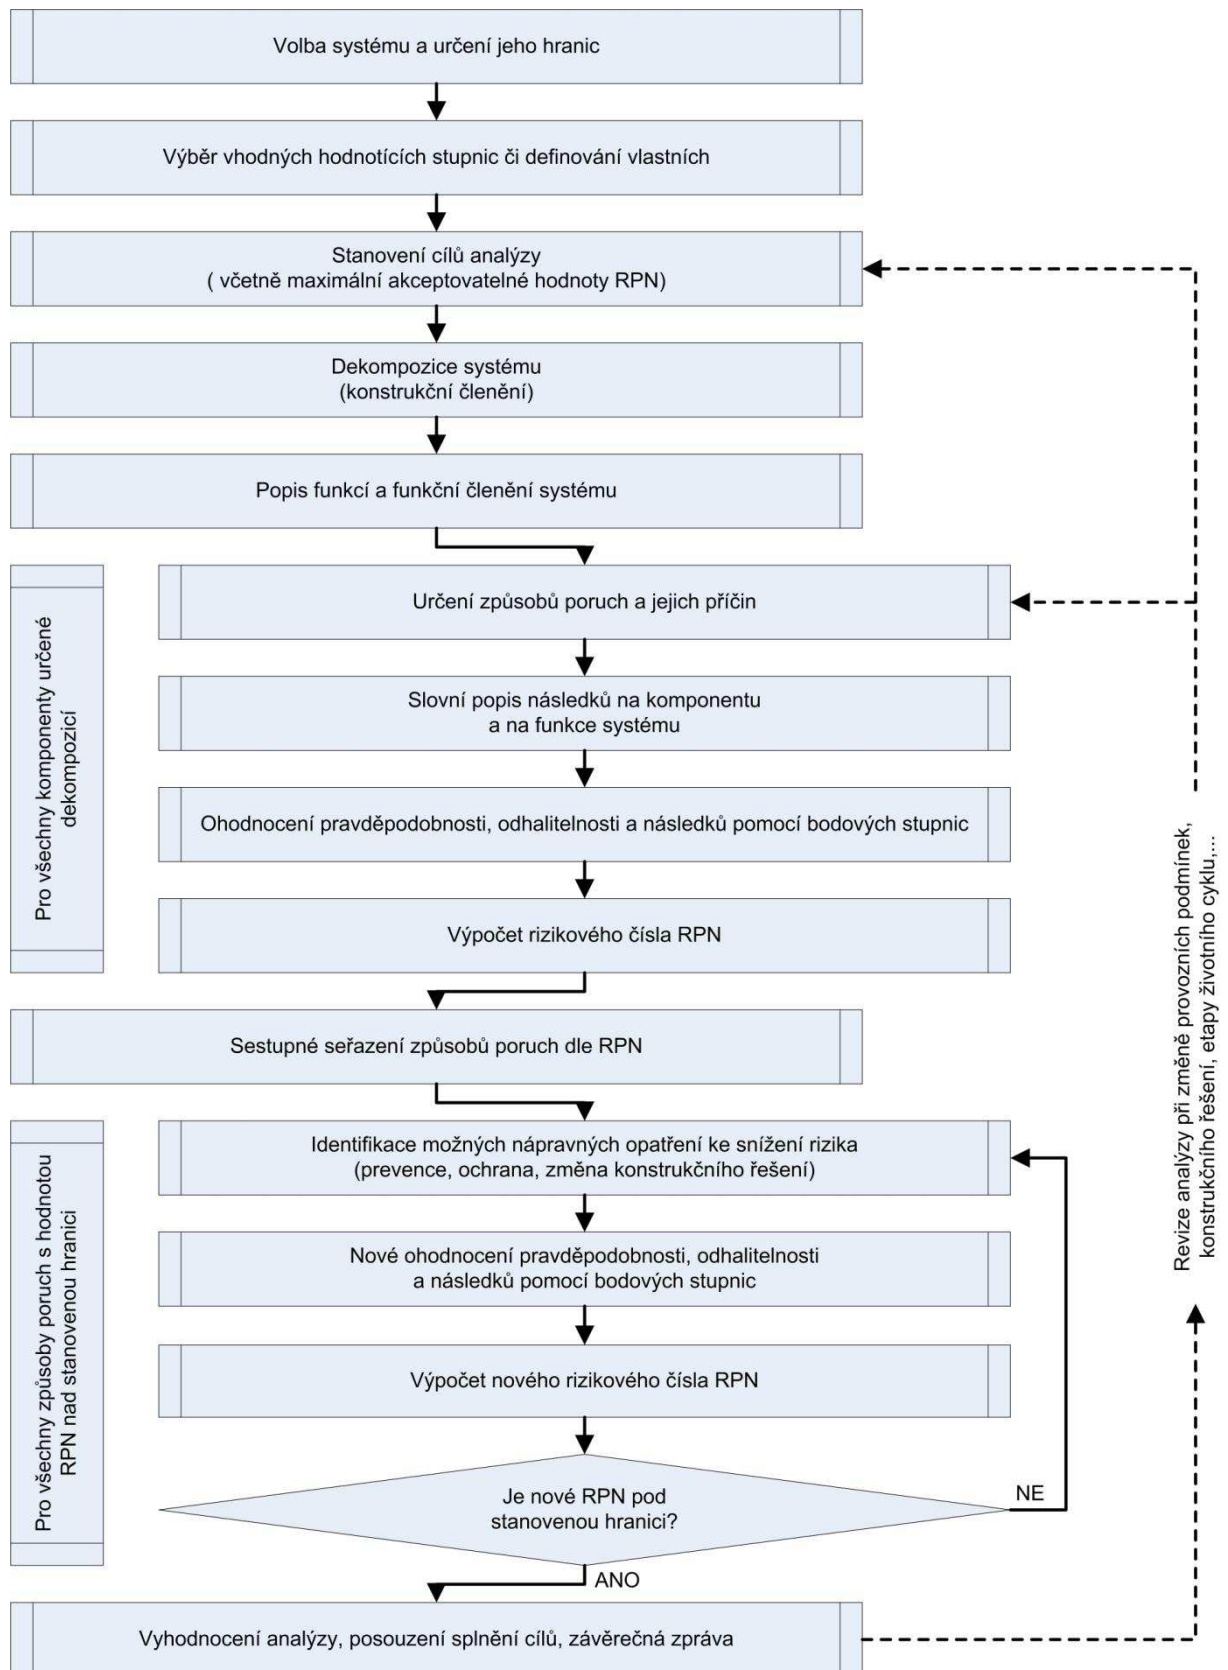 Volba systému a určení jeho hranic
Výběr vhodných hodnotících stupnic či definování vlastních
Stanovení cílů analýzy
( včetně maximální akceptovatelné hodnoty RPN)
Dekompozice systému
(konstrukční členění)
Popis funkcí a funkční členění systému
Pro všechny komponenty určené
dekompozicí
Určení způsobů poruch a jejich příčin
Slovní popis následků na komponentu
a na funkce systému
Ohodnocení pravděpodobnosti, odhalitelnosti a následků pomocí bodových stupnic
Výpočet rizikového čísla RPN
Sestupné seřazení způsobů poruch dle RPN
Pro všechny způsoby poruch s hodnotou
RPN nad stanovenou hranici
Identifikace možných nápravných opatření ke snížení rizika
(prevence, ochrana, změna konstrukčního řešení)
Nové ohodnocení pravděpodobnosti, odhalitelnosti
a následků pomocí bodových stupnic
Výpočet nového rizikového čísla RPN
Je nové RPN pod
stanovenou hranici?
NE
ANO
Vyhodnocení analýzy, posouzení splnění cílů, závěrečná zpráva
Revize analýzy při změně provozních podmínek,
konstrukčního řešení, etapy životního cyklu,...